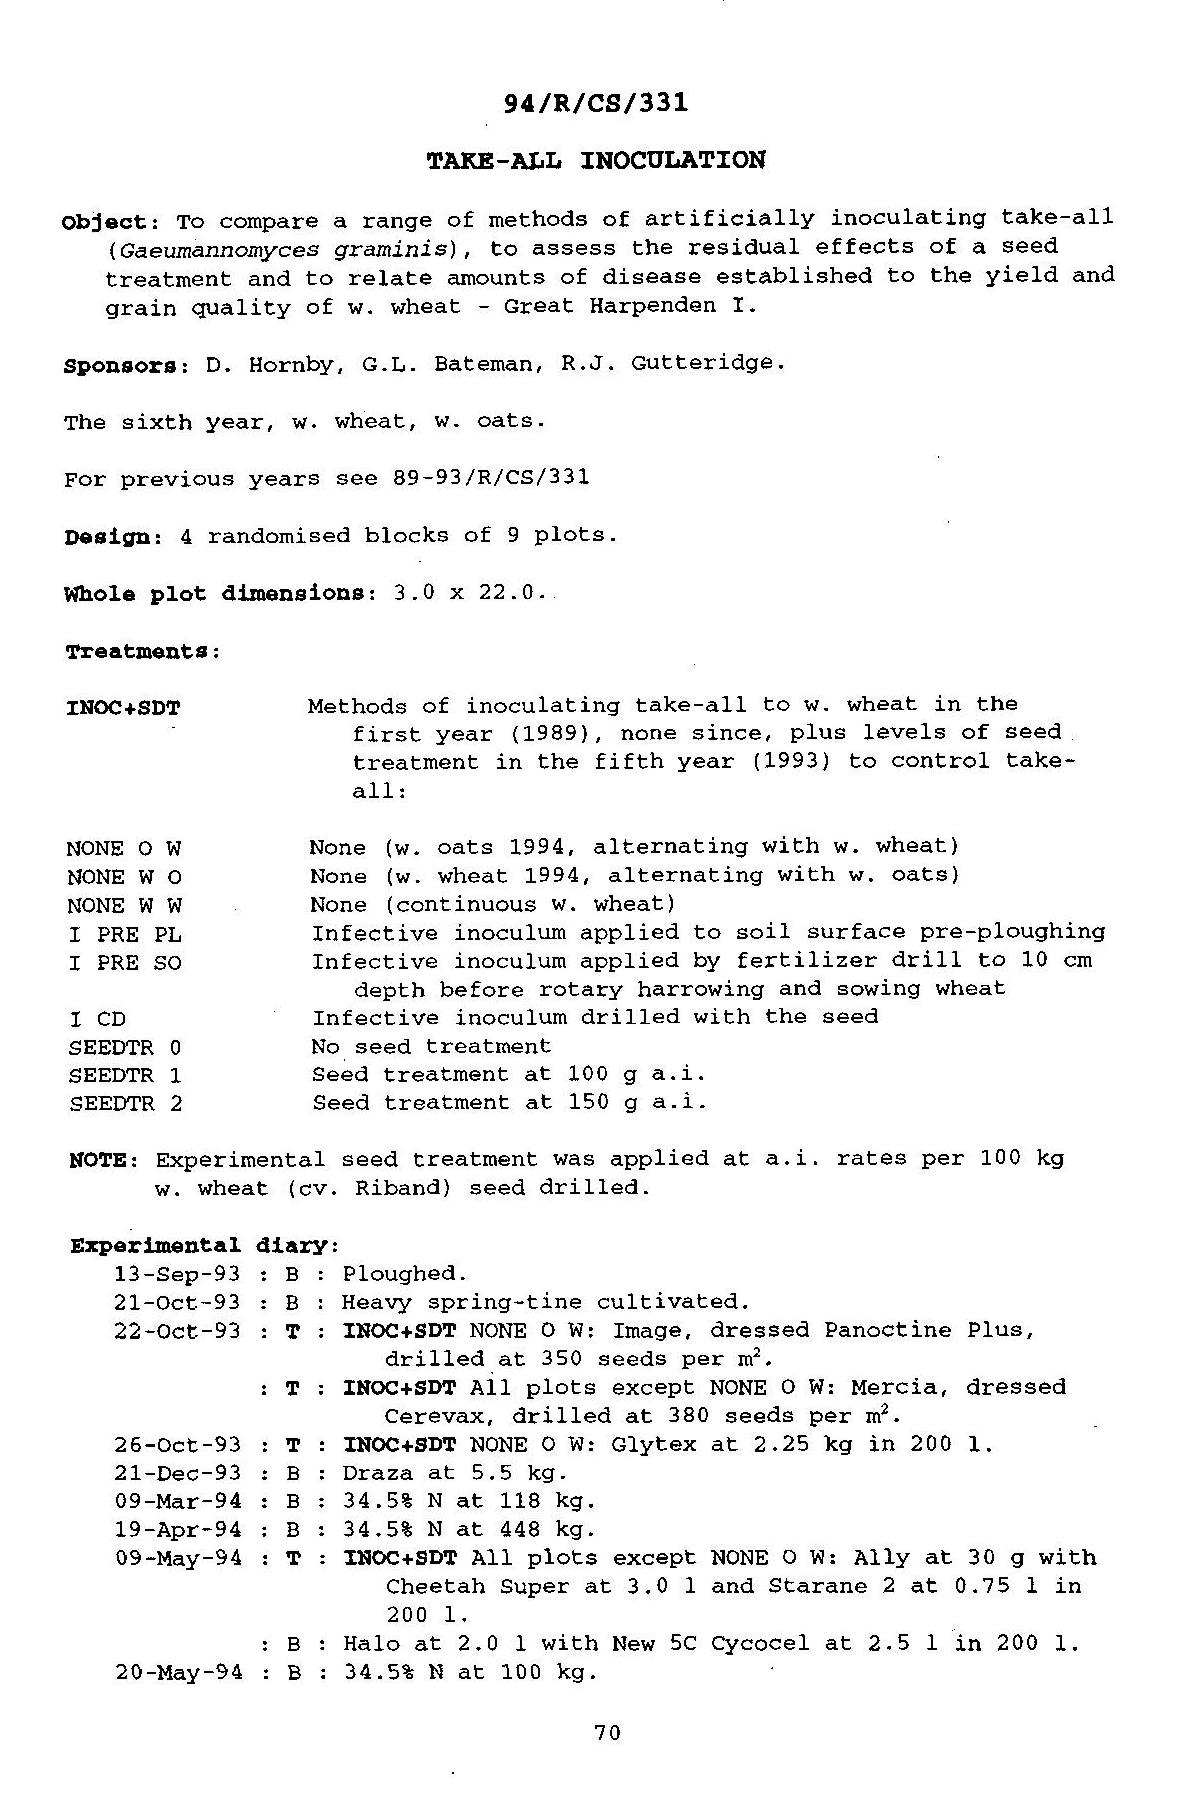 94/R/CS/331
TAKE-ALL INOCULATION
Object: To compare a range of methods of artificially inoculating take-all
(Gaeumannomyces graminis), to assess the residual effects of a seed
treatment and to relate amounts of disease established to the yield and
grain quality of w. wheat - Great Harpenden I.
Sponsors: D. Hornby, G.L. Bateman, R.J. Gutteridge.
The sixth year, w. wheat, w. oats.
For previous years see 89-93/R/CS/331
Design: 4 randomised blocks of 9 plots.
Whole plot dimensions: 3.0 x 22.0.
Treatments:
INOC+SDT Methods of inoculating take-all to w. wheat in the
first year (1989), none since, plus levels of seed
treatment in the fifth year (1993) to control take-
all:
NONE O W None (w. oats 1994, alternating with w. wheat)
NONE W O None (w. wheat 1994, alternating with w. oats)
NONE W W None (continuous w. wheat)
I PRE PL Infective inoculum applied to soil surface pre-ploughing
I PRE SO Infective inoculum applied by fertilizer drill to 10 cm
depth before rotary harrowing and sowing wheat
I CD Infective inoculum drilled with the seed
SEEDTR 0 No seed treatment
SEEDTR 1 Seed treatment at 100 g a.i.
SEEDTR 2 Seed treatment at 150 g a.i.
NOTE: Experimental seed treatment was applied at a.i. rates per 100 kg
w. wheat (cv. Riband) seed drilled.
Experimental diary:
13-Sep-93 : B : Ploughed.
21-Oct-93 : B : Heavy spring-tine cultivated.
22-Oct-93 : T : INOC+SDT NONE O W: Image, dressed Panoctine Plus,
drilled at 350 seeds per m².
: T : INOC+SDT All plots except NONE O W: Mercia, dressed
Cerevax, drilled at 380 seeds per m².
26-Oct-93 : T : INOC+SDT NONE O W: Glytex at 2.25 kg in 200 l.
21-Dec-93 : B : Draza at 5.5 kg.
09-Mar-94 : B : 34.5% N at 118 kg.
19-Apr-94 : B : 34.5% N at 448 kg.
09-May-94 : T : INOC+SDT All plots except NONE O W: Ally at 30 g with
Cheetah Super at 3.0 l and Starane 2 at 0.75 l in
200 l.
: B : Halo at 2.0 l with New 5C Cycocel at 2.5 l in 200 l.
20-May-94 : B : 34.5% N at 100 kg.
70